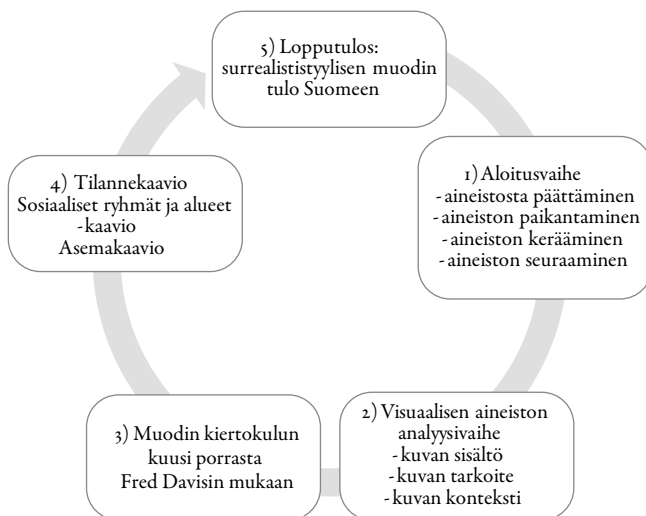 5) Lopputulos:
surrealistityylisen muodin
tulo Suomeen
1) Aloitusvaihe
-aineistosta päättäminen
-aineiston paikantaminen
-aineiston kerääminen
-aineiston seuraaminen
2) Visuaalisen aineiston
analyysivaihe
-kuvan sisältö
-kuvan tarkoite
-kuvan konteksti
3) Muodin kiertokulun
kuusi porrasta
Fred Davisin mukaan
4) Tilannekaavio
Sosiaaliset ryhmät ja alueet
-kaavio
Asemakaavio